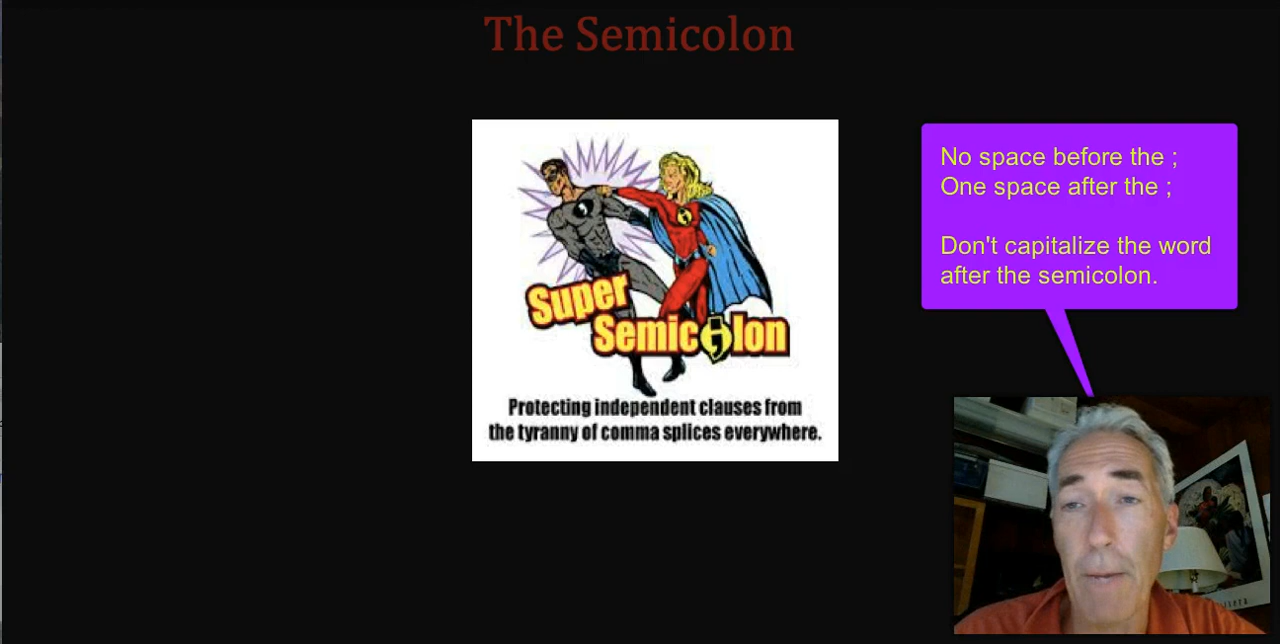 The Semicolon
Super
Semicolon
Protecting independent clauses from
the tyranny of comma splices everywhere.
No space before the ;
One space after the ;
Don't capitalize the word
after the semicolon.